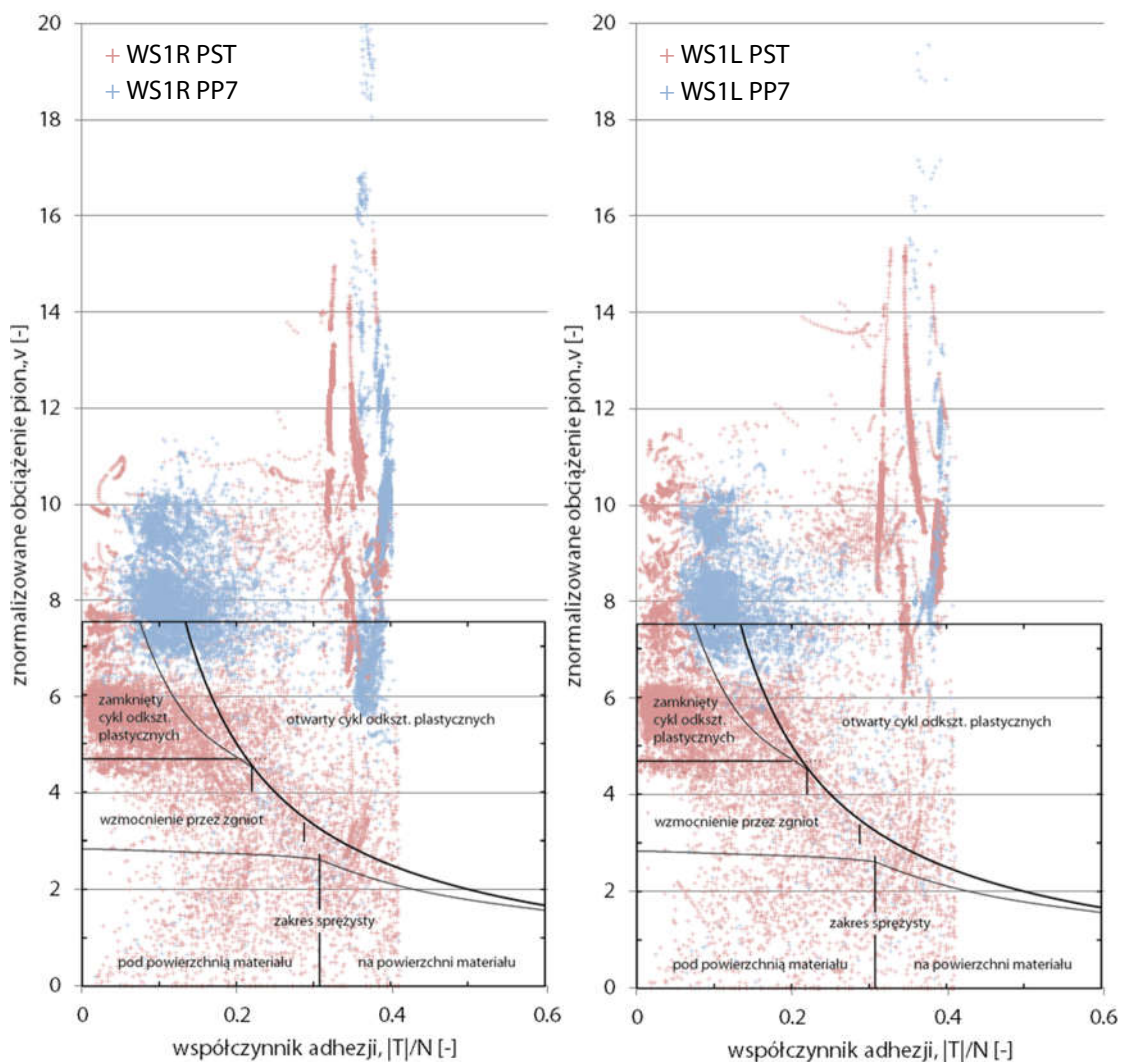 20
18
16
14
12
10
8
6
4
2
0
znormalizowane obciążenie pion.,v [-]
+ WS1R PST
+ WS1R PP7
zamknięty
cykl odkszt.
plastycznych
otwarty cykl odkszt. plastycznych
wzmocnienie przez zgniot
zakres sprężysty
pod powierzchnią materiału
na powierzchni materiału
0
0.2
0.4
0.6
współczynnik adhezji, |T|/N [-]
20
18
16
14
12
10
8
6
4
2
0
znormalizowane obciążenie pion.,v [-]
+ WS1L PST
+ WS1L PP7
zamknięty
cykl odkszt.
plastycznych
otwarty cykl odkszt. plastycznych
wzmocnienie przez zgniot
zakres sprężysty
pod powierzchnią materiału
na powierzchni materiału
0
0.2
0.4
0.6
współczynnik adhezji, |T|/N [-]